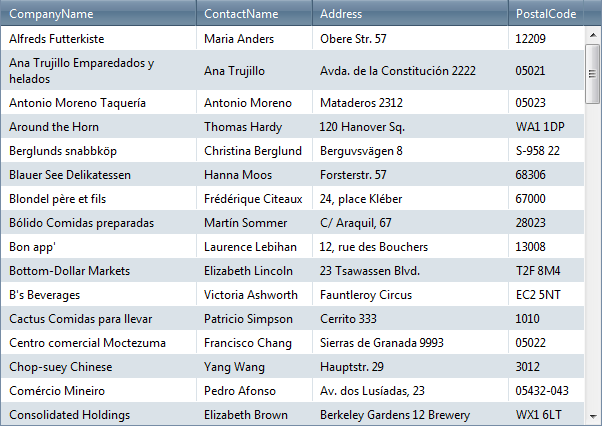 CompanyName ContactName Address PostalCode
Alfreds Futterkiste Maria Anders Obere Str. 57 12209
Ana Trujillo Emparedados y
helados Ana Trujillo Avda. de la Constitución 2222 05021
Antonio Moreno Taquería Antonio Moreno Mataderos 2312 05023
Around the Horn Thomas Hardy 120 Hanover Sq. WA1 1DP
Berglunds snabbköp Christina Berglund Berguvsvägen 8 S-958 22
Blauer See Delikatessen Hanna Moos Forsterstr. 57 68306
Blondel père et fils Frédérique Citeaux 24, place Kléber 67000
Bólido Comidas preparadas Martín Sommer C/ Araquil, 67 28023
Bon app' Laurence Lebihan 12, rue des Bouchers 13008
Bottom-Dollar Markets Elizabeth Lincoln 23 Tsawassen Blvd. T2F 8M4
B's Beverages Victoria Ashworth Fauntleroy Circus EC2 5NT
Cactus Comidas para llevar Patricio Simpson Cerrito 333 1010
Centro comercial Moctezuma Francisco Chang Sierras de Granada 9993 05022
Chop-suey Chinese Yang Wang Hauptstr. 29 3012
Comércio Mineiro Pedro Afonso Av. dos Lusíadas, 23 05432-043
Consolidated Holdings Elizabeth Brown Berkeley Gardens 12 Brewery WX1 6LT